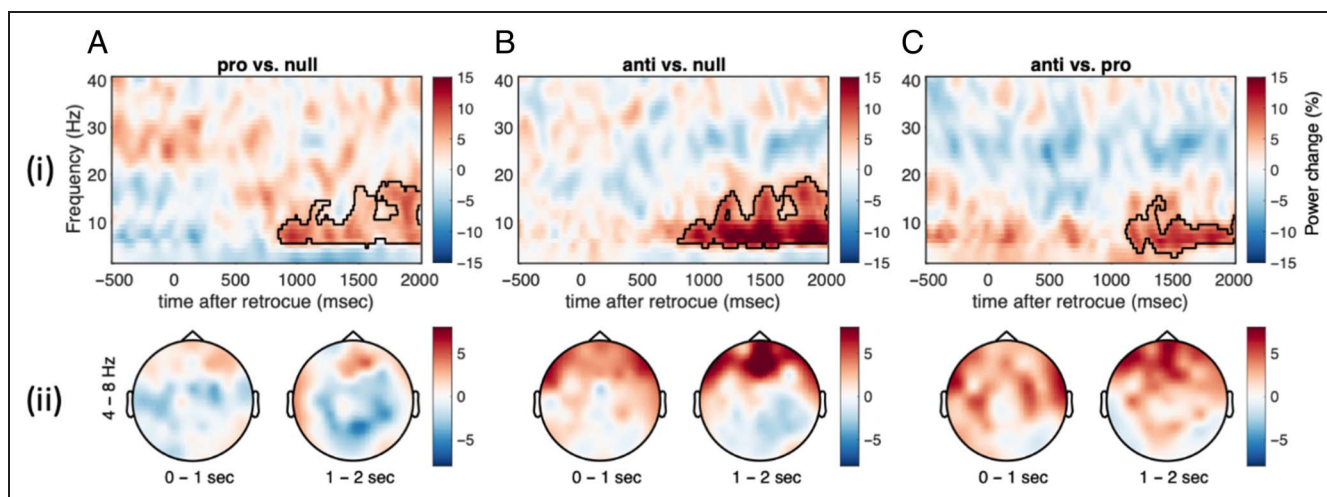 A B C
pro vs. null anti vs. null anti vs. pro
(i)
Frequency (Hz)
40 30 20 10
15 10 5 0 −5 −10 −15
40 30 20 10
15 10 5 0 −5 −10 −15
40 30 20 10
15 10 5 0 −5 −10 −15
Power change (%)
−500 0 500 1000 1500 2000
−500 0 500 1000 1500 2000
−500 0 500 1000 1500 2000
time after retrocue (msec) time after retrocue (msec) time after retrocue (msec)
(ii)
4 – 8 Hz
5 0 −5
5 0 −5
5 0 −5
0 – 1 sec 1 – 2 sec 0 – 1 sec 1 – 2 sec 0 – 1 sec 1 – 2 sec